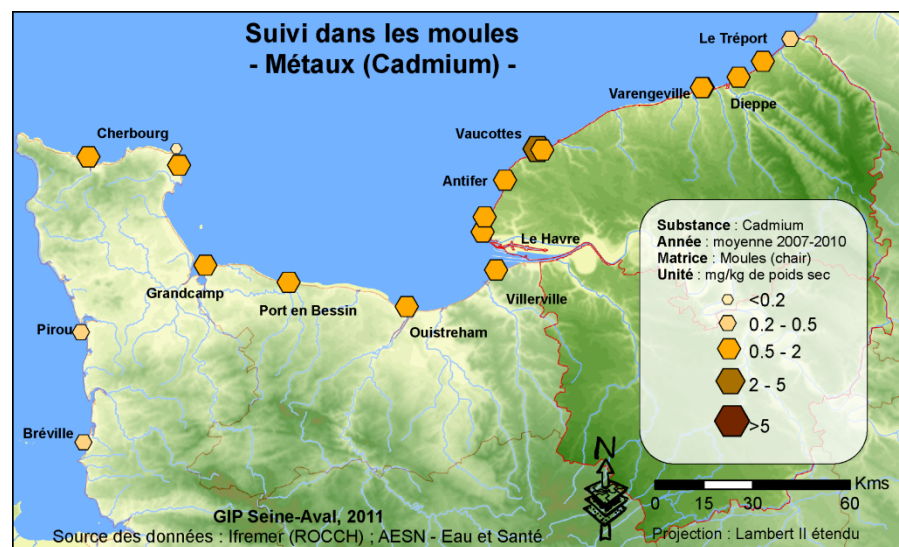 Suivi dans les moules
- Métaux (Cadmium) -
Le Tréport
Varengeville
Dieppe
Cherbourg
Vaucottes
Antifer
Le Havre
Grandcamp
Port en Bessin
Villerville
Ouistreham
Pirou
Bréville
Substance : Cadmium
Année : moyenne 2007-2010
Matrice : Moules (chair)
Unité : mg/kg de poids sec
<0.2
0.2 - 0.5
0.5 - 2
2 - 5
>5
N
Kms
0 15 30 60
GIP Seine-Aval, 2011
Source des données : Ifremer (ROCCH) ; AESN - Eau et Santé
Projection : Lambert II étendu